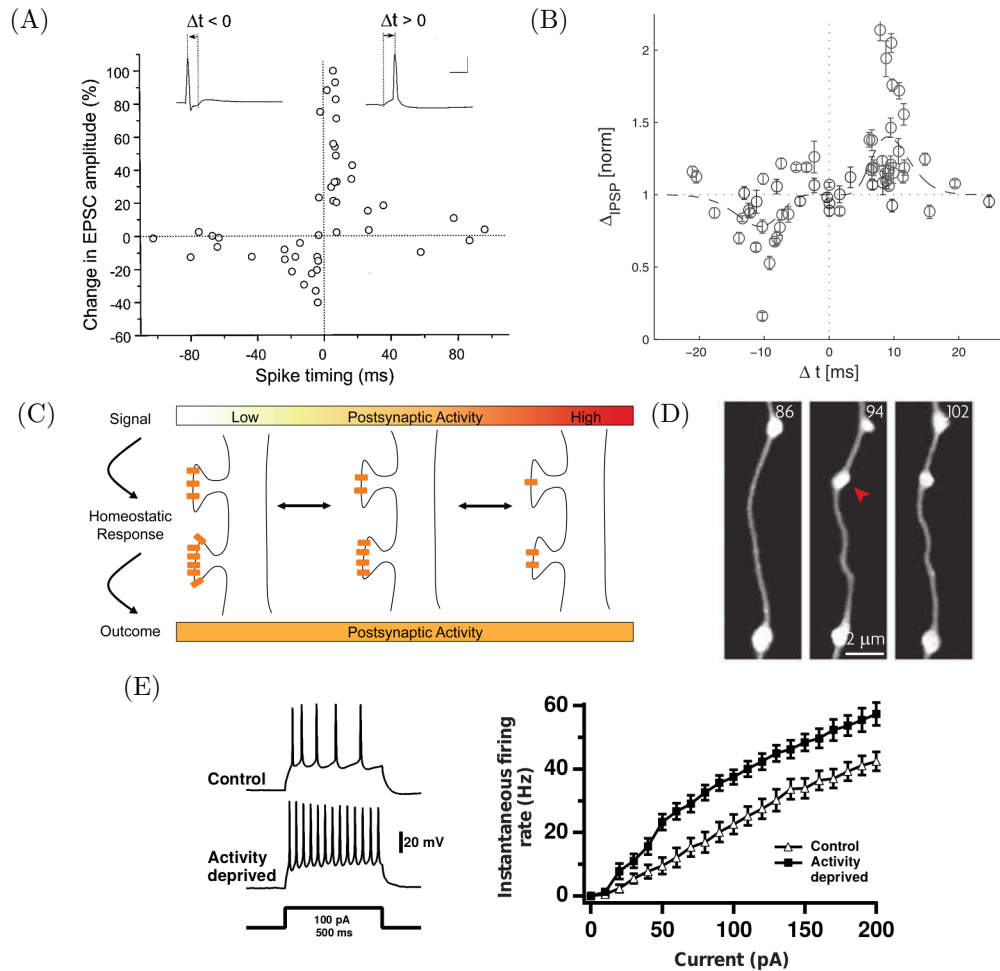 (A)
Δt < 0
Δt > 0
Change in EPSC amplitude (%)
100
80
60
40
20
0
-20
-40
-60
-80
-40
0
40
80
Spike timing (ms)
(B)
Δ_IPSP [norm]
2
1.5
1
0.5
0
−20
−10
0
10
20
Δ t [ms]
(C)
Signal
Homeostatic
Response
Outcome
Low
Postsynaptic Activity
High
Postsynaptic Activity
(D)
86
94
102
2 μm
(E)
Control
Activity
deprived
20 mV
100 pA
500 ms
Instantaneous firing
rate (Hz)
60
40
20
0
0
50
100
150
200
Current (pA)
Control
Activity
deprived